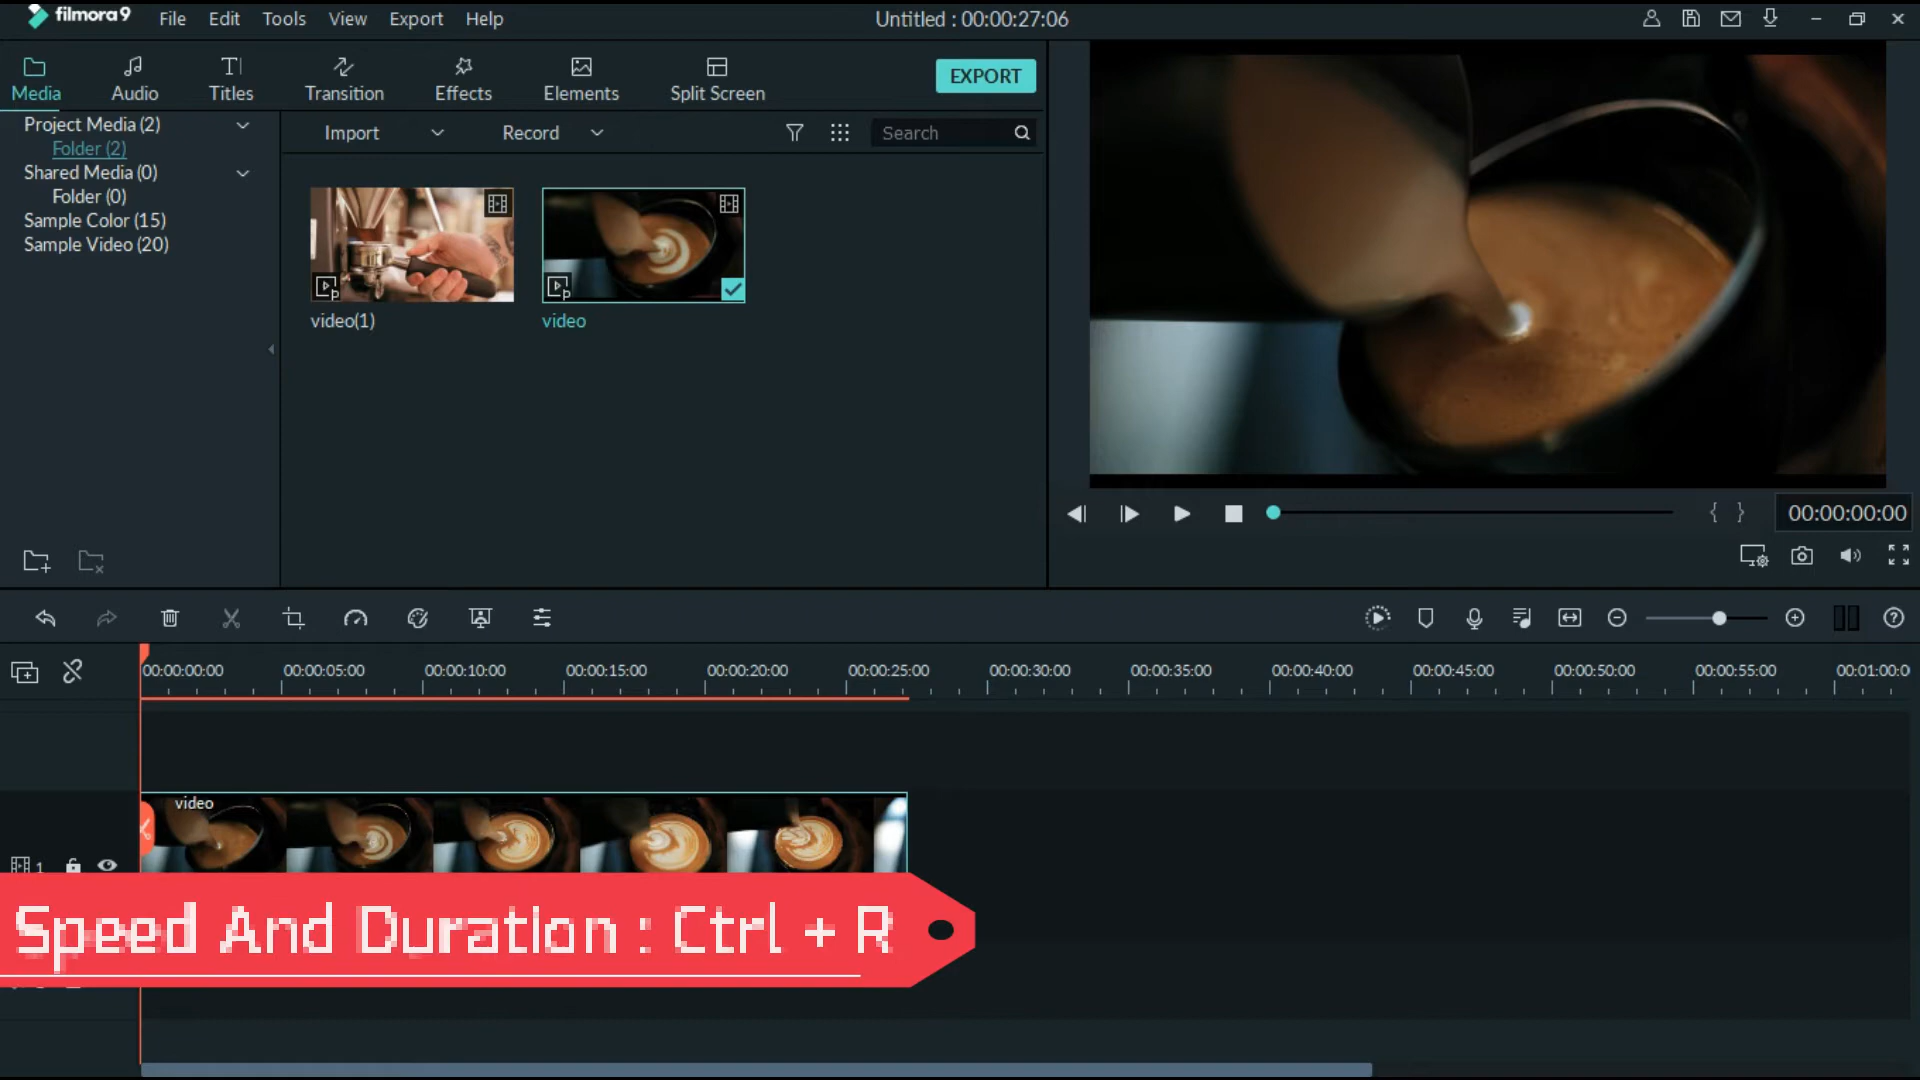 filmora9
File Edit Tools View Export Help
Untitled : 00:00:27:06
Media Audio Titles Transition Effects Elements Split Screen
EXPORT
Project Media (2)
Folder (2)
Shared Media (0)
Folder (0)
Sample Color (15)
Sample Video (20)
Import Record Search
video(1) video
00:00:00:00
00:00:00:00 00:00:05:00 00:00:10:00 00:00:15:00 00:00:20:00 00:00:25:00 00:00:30:00 00:00:35:00 00:00:40:00 00:00:45:00 00:00:50:00 00:00:55:00 00:01:00:0
video
1
Speed And Duration : Ctrl + R